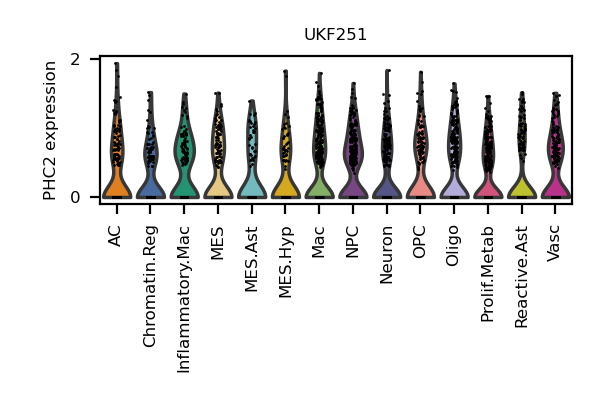 UKF251
PHC2 expression
2
0
AC
Chromatin.Reg
Inflammatory.Mac
MES
MES.Ast
MES.Hyp
Mac
NPC
Neuron
OPC
Oligo
Prolif.Metab
Reactive.Ast
Vasc